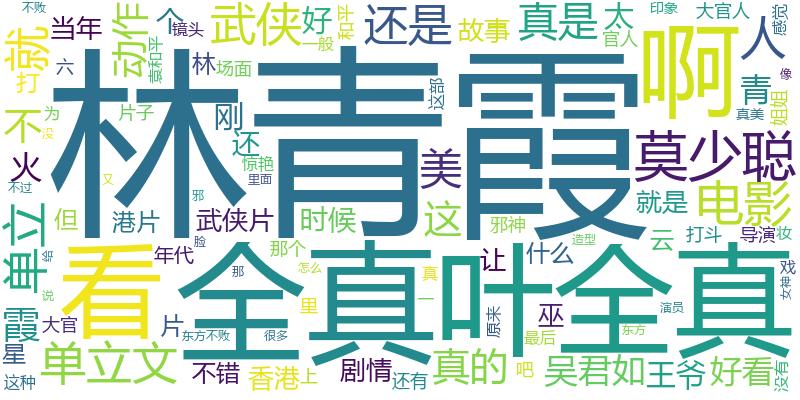 不败 个 镜头 武侠 好 和平 一般 还是 真是 太 印象 官人 大官人 感觉
当年 动作 袁和平 故事 人
就 打 六 林 场面 啊 青 姐姐 像
林青霞
不 为 没 片子 刚 还 这部 莫少聪 真美
火 惊艳 美
不过 又 邪 里面 就是
单立 但 港片 武侠片 时候 这 邪神 电影
年代 脸 那个 让 什么 云 打斗 导演 妆
看 全真 叶全真
给 说 那 怎么 里 真 一 造型 女神 戏
霞 大官 片 东方不败 很多 原来 巫 最后 东方 演员
星 单立文 不错 香港 上 剧情 还有 真的 吧 吴君如 王爷 好看 没有
这种